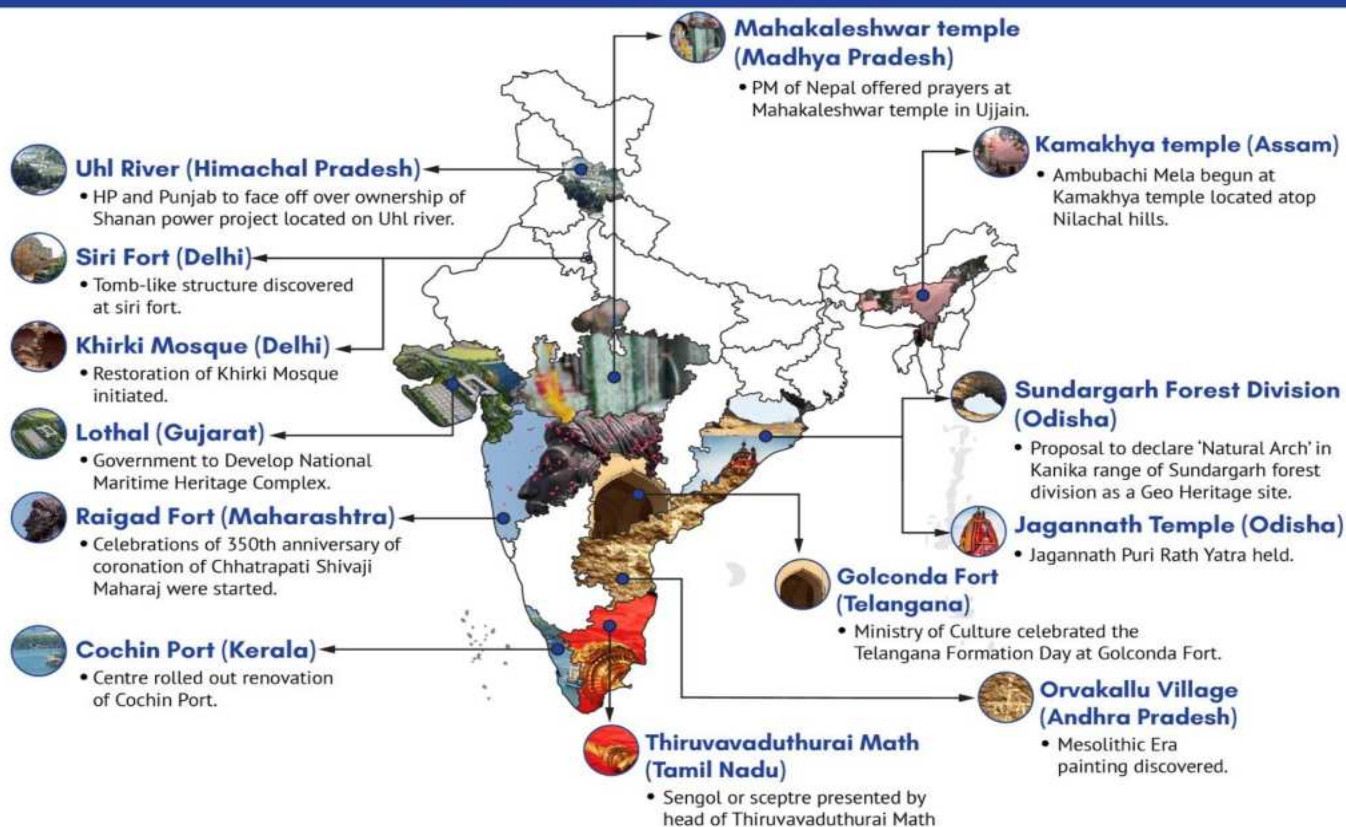 Mahakaleshwar temple
(Madhya Pradesh)
• PM of Nepal offered prayers at
Mahakaleshwar temple in Ujjain.
Uhl River (Himachal Pradesh)
• HP and Punjab to face off over ownership of
Shanan power project located on Uhl river.
Siri Fort (Delhi)
• Tomb-like structure discovered
at siri fort.
Khirki Mosque (Delhi)
• Restoration of Khirki Mosque
initiated.
Lothal (Gujarat)
• Government to Develop National
Maritime Heritage Complex.
Raigad Fort (Maharashtra)
• Celebrations of 350th anniversary of
coronation of Chhatrapati Shivaji
Maharaj were started.
Cochin Port (Kerala)
• Centre rolled out renovation
of Cochin Port.
Kamakhya temple (Assam)
• Ambubachi Mela begun at
Kamakhya temple located atop
Nilachal hills.
Sundargarh Forest Division
(Odisha)
• Proposal to declare ‘Natural Arch’ in
Kanika range of Sundargarh forest
division as a Geo Heritage site.
Jagannath Temple (Odisha)
• Jagannath Puri Rath Yatra held.
Golconda Fort
(Telangana)
• Ministry of Culture celebrated the
Telangana Formation Day at Golconda Fort.
Orvakallu Village
(Andhra Pradesh)
• Mesolithic Era
painting discovered.
Thiruvavaduthurai Math
(Tamil Nadu)
• Sengol or sceptre presented by
head of Thiruvavaduthurai Math